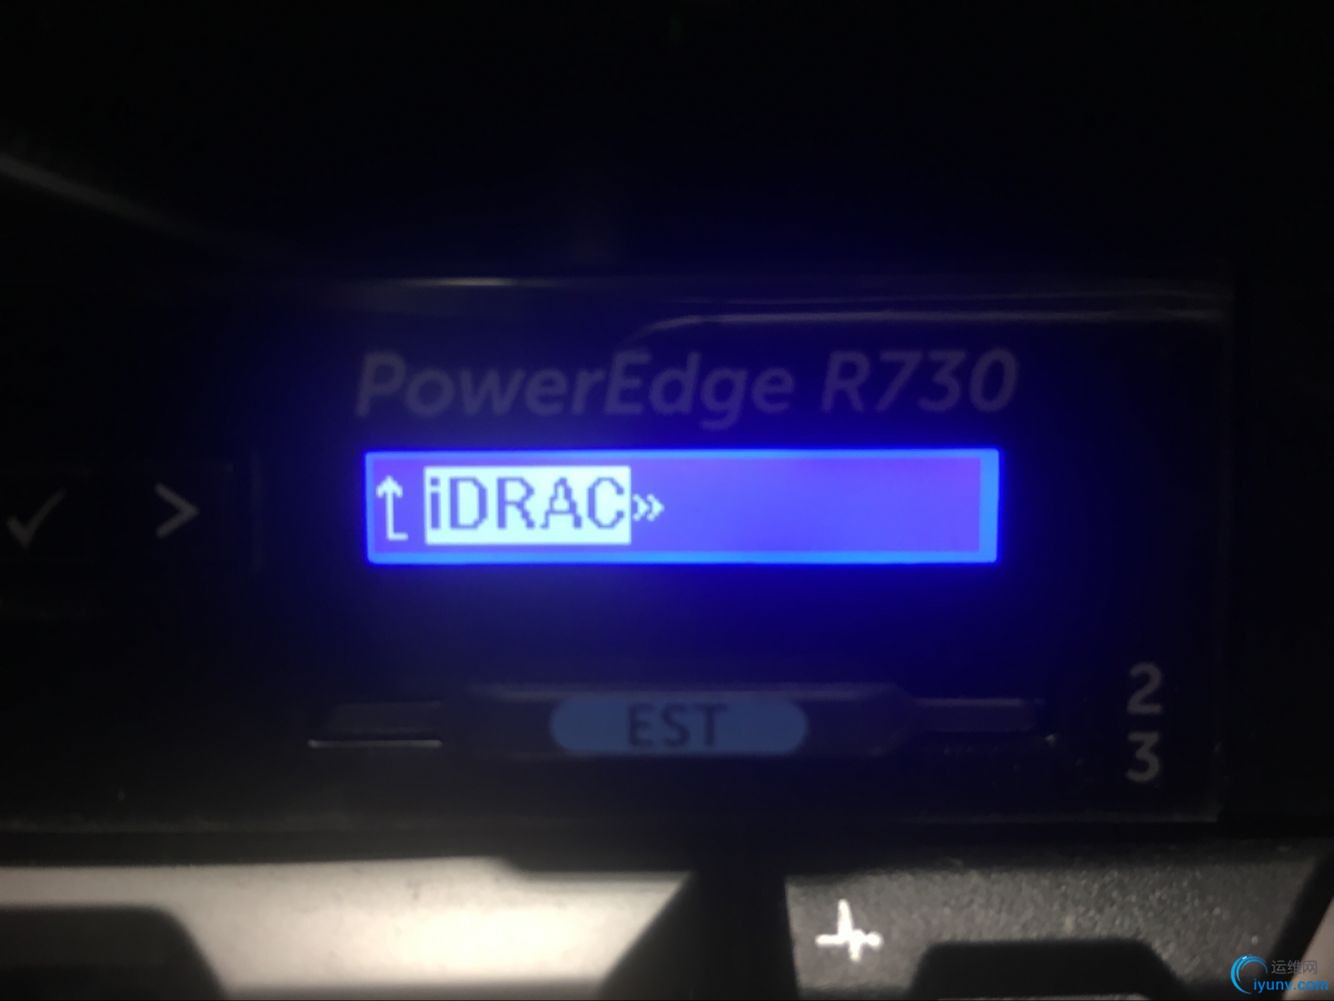 PowerEdge R730
iDRAC»
EST
2
3
运维网
iyunv.com